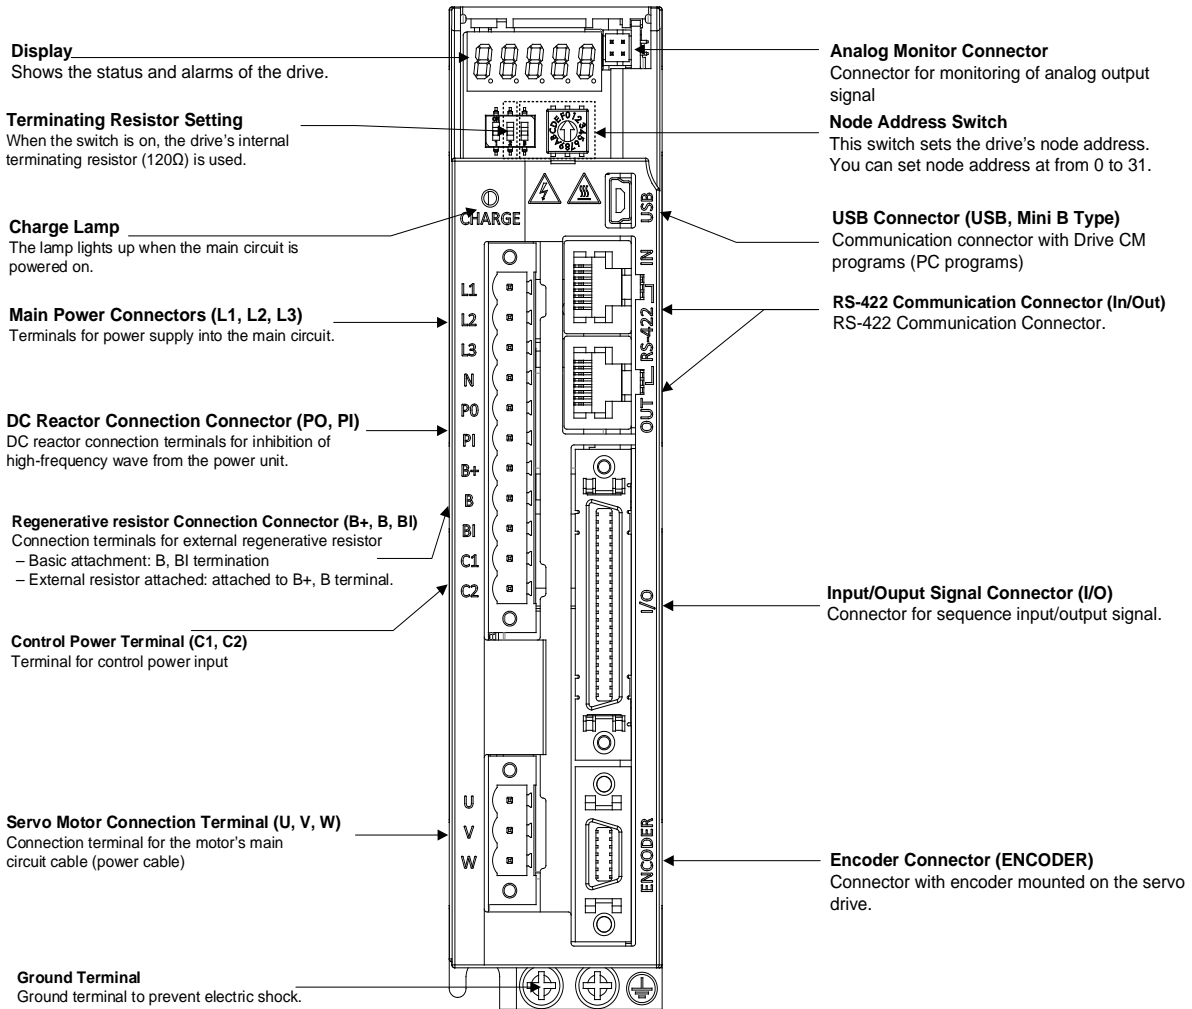 Display
Shows the status and alarms of the drive.
Terminating Resistor Setting
When the switch is on, the drive's internal
terminating resistor (120Ω) is used.
Charge Lamp
The lamp lights up when the main circuit is
powered on.
Main Power Connectors (L1, L2, L3)
Terminals for power supply into the main circuit.
DC Reactor Connection Connector (PO, PI)
DC reactor connection terminals for inhibition of
high-frequency wave from the power unit.
Regenerative resistor Connection Connector (B+, B, BI)
Connection terminals for external regenerative resistor
– Basic attachment: B, BI termination
– External resistor attached: attached to B+, B terminal.
Control Power Terminal (C1, C2)
Terminal for control power input
Servo Motor Connection Terminal (U, V, W)
Connection terminal for the motor's main
circuit cable (power cable)
Ground Terminal
Ground terminal to prevent electric shock.
8.8.8.8.8.
CHARGE
L1
L2
L3
N
PO
PI
B+
B
BI
C1
C2
U
V
W
USB
IN
RS-422
OUT
I/O
ENCODER
Analog Monitor Connector
Connector for monitoring of analog output
signal
Node Address Switch
This switch sets the drive's node address.
You can set node address at from 0 to 31.
USB Connector (USB, Mini B Type)
Communication connector with Drive CM
programs (PC programs)
RS-422 Communication Connector (In/Out)
RS-422 Communication Connector.
Input/Ouput Signal Connector (I/O)
Connector for sequence input/output signal.
Encoder Connector (ENCODER)
Connector with encoder mounted on the servo
drive.